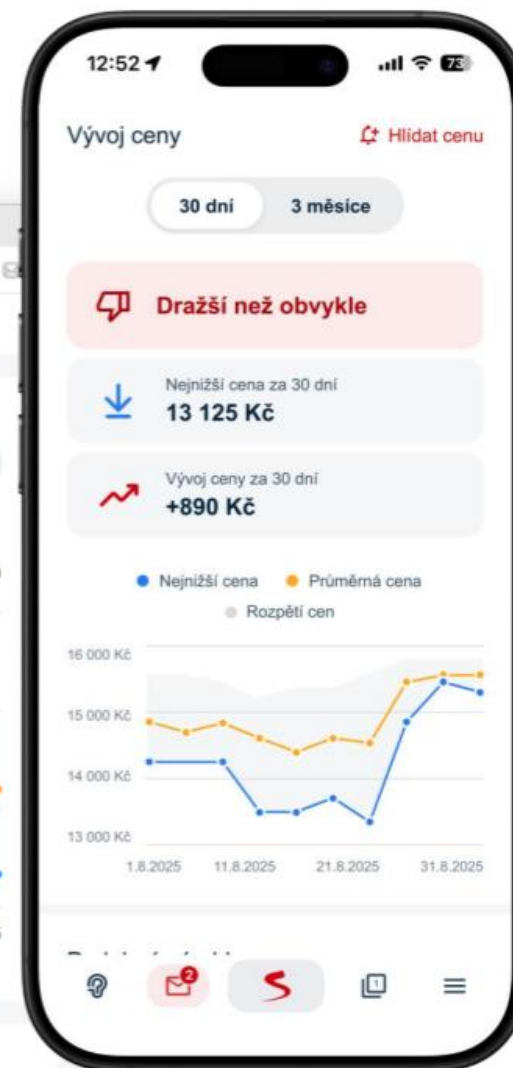 12:52
73
Vývoj ceny
Hlídat cenu
30 dní
3 měsíce
Dražší než obvykle
Nejnižší cena za 30 dní
13 125 Kč
Vývoj ceny za 30 dní
+890 Kč
Nejnižší cena
Průměrná cena
Rozpětí cen
16 000 Kč
15 000 Kč
14 000 Kč
13 000 Kč
1.8.2025
11.8.2025
21.8.2025
31.8.2025
2
1